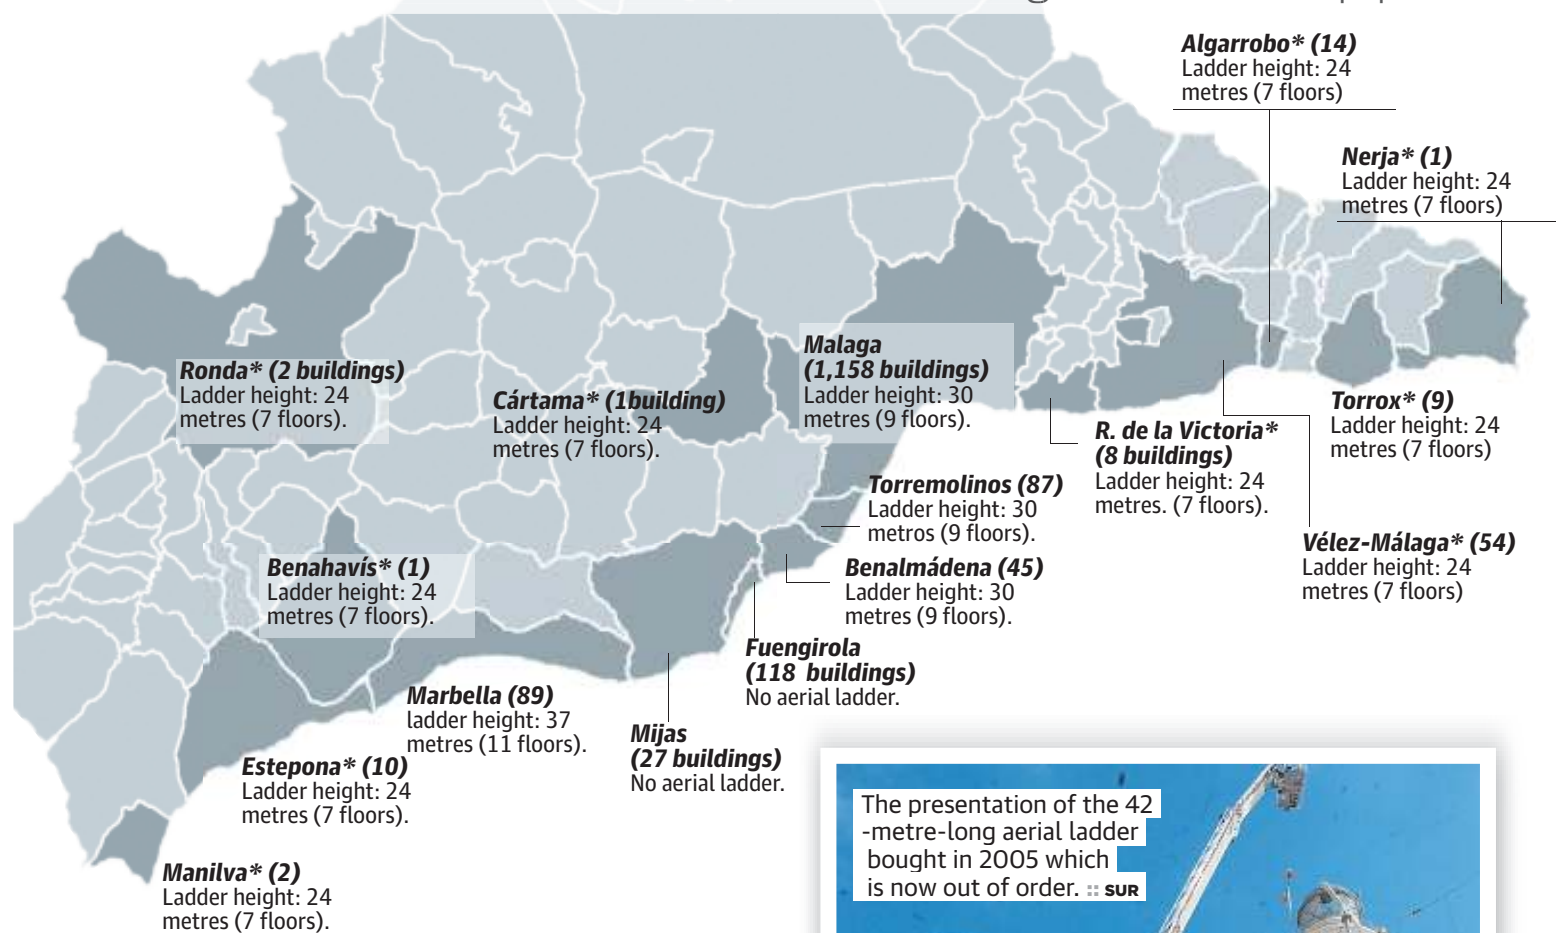 Algarrobo* (14)
Ladder height: 24
metres (7 floors)
Nerja* (1)
Ladder height: 24
metres (7 floors)
Ronda* (2 buildings)
Ladder height: 24
metres (7 floors).
Cártama* (1building)
Ladder height: 24
metres (7 floors).
Malaga
(1,158 buildings)
Ladder height: 30
metres (9 floors).
R. de la Victoria*
(8 buildings)
Ladder height: 24
metres. (7 floors).
Torrox* (9)
Ladder height: 24
metres (7 floors)
Torremolinos (87)
Ladder height: 30
metros (9 floors).
Vélez-Málaga* (54)
Ladder height: 24
metres (7 floors)
Benahavís* (1)
Ladder height: 24
metres (7 floors).
Benalmádena (45)
Ladder height: 30
metres (9 floors).
Fuengirola
(118 buildings)
No aerial ladder.
Marbella (89)
ladder height: 37
metres (11 floors).
Mijas
(27 buildings)
No aerial ladder.
Estepona* (10)
Ladder height: 24
metres (7 floors).
Manilva* (2)
Ladder height: 24
metres (7 floors).
The presentation of the 42
-metre-long aerial ladder
bought in 2005 which
is now out of order. :: SUR